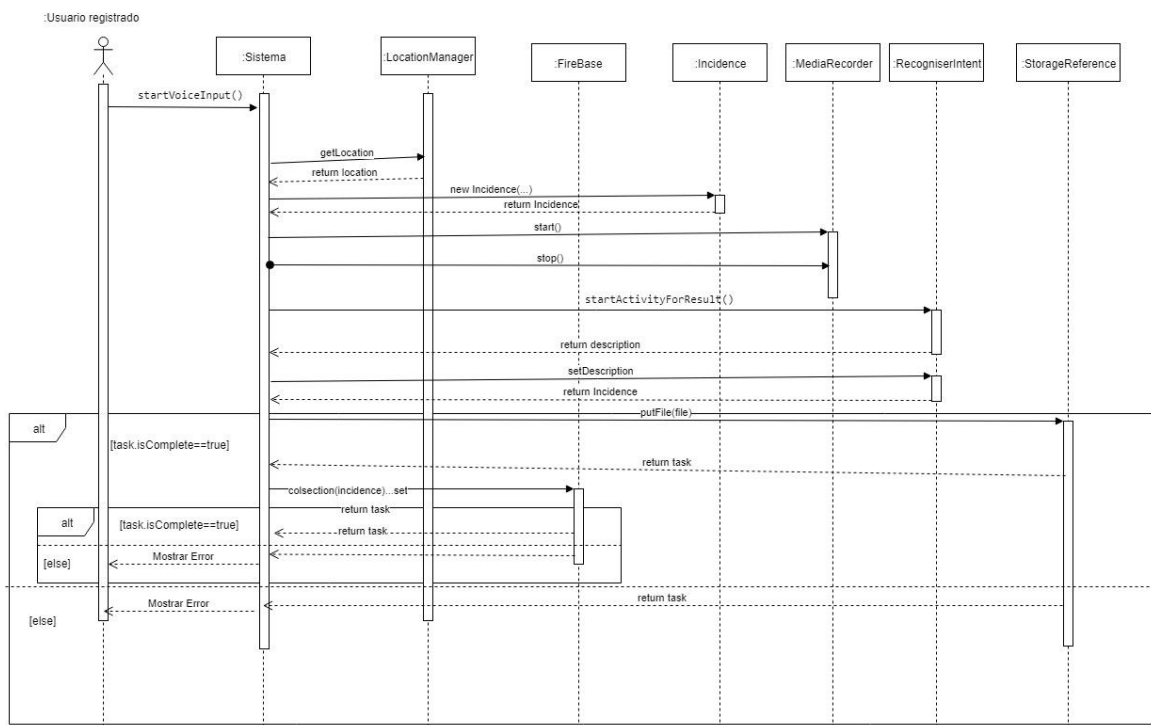 :Usuario registrado
:Sistema
:LocationManager
:FireBase
:Incidence
:MediaRecorder
:RecogniserIntent
:StorageReference
startVoiceInput()
getLocation
return location
new Incidence(...)
return Incidence
start()
stop()
startActivityForResult()
return description
setDescription
return Incidence
putFile(file)
alt
[task.isComplete==true]
return task
colsection(incidence)...set
return task
alt
[task.isComplete==true]
return task
Mostrar Error
[else]
return task
Mostrar Error
[else]